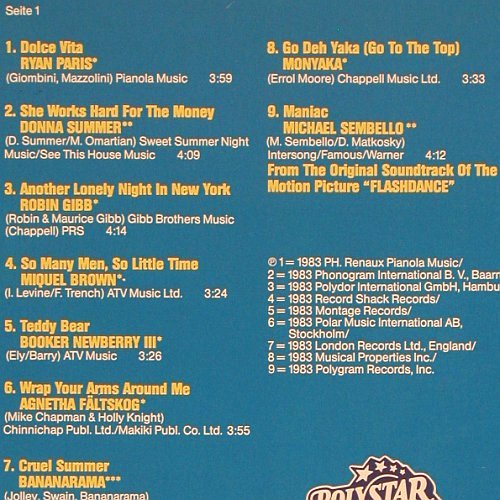 Seite 1
1. Dolce Vita
RYAN PARIS*
(Giombini, Mazzolini) Pianola Music 3:59
2. She Works Hard For The Money
DONNA SUMMER**
(D. Summer/M. Omartian) Sweet Summer Night
Music/See This House Music 4:09
3. Another Lonely Night In New York
ROBIN GIBB*
(Robin & Maurice Gibb) Gibb Brothers Music
(Chappell) PRS 4:14
4. So Many Men, So Little Time
MIQUEL BROWN*·
(I. Levine/F. Trench) ATV Music Ltd. 3:24
5. Teddy Bear
BOOKER NEWBERRY III*
(Ely/Barry) ATV Music 3:26
6. Wrap Your Arms Around Me
AGNETHA FÄLTSKOG*
(Mike Chapman & Holly Knight)
Chinnichap Publ. Ltd./Makiki Publ. Co. Ltd. 3:55
7. Cruel Summer
BANANARAMA***
(Jolley, Swain, Bananarama)
8. Go Deh Yaka (Go To The Top)
MONYAKA*
(Errol Moore) Chappell Music Ltd. 3:33
9. Maniac
MICHAEL SEMBELLO**
(M. Sembello/D. Matkosky)
Intersong/Famous/Warner 4:12
From The Original Soundtrack Of The
Motion Picture “FLASHDANCE”
℗ 1 = 1983 PH. Renaux Pianola Music/
2 = 1983 Phonogram International B. V., Baarn
3 = 1983 Polydor International GmbH, Hambu
4 = 1983 Record Shack Records/
5 = 1983 Montage Records/
6 = 1983 Polar Music International AB,
Stockholm/
7 = 1983 London Records Ltd., England/
8 = 1983 Musical Properties Inc./
9 = 1983 Polygram Records, Inc.
POLYSTAR